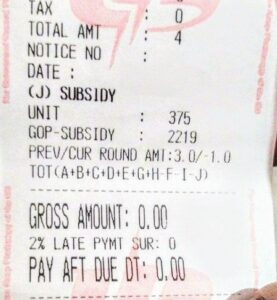 TAX : 0
TOTAL AMT : 4
NOTICE NO :
DATE :
(J) SUBSIDY
UNIT : 375
GOP-SUBSIDY : 2219
PREV/CUR ROUND AMT:3.0/-1.0
TOT(A+B+C+D+E+G+H-F-I-J)
GROSS AMOUNT: 0.00
2% LATE PYMT SUR: 0
PAY AFT DUE DT: 0.00